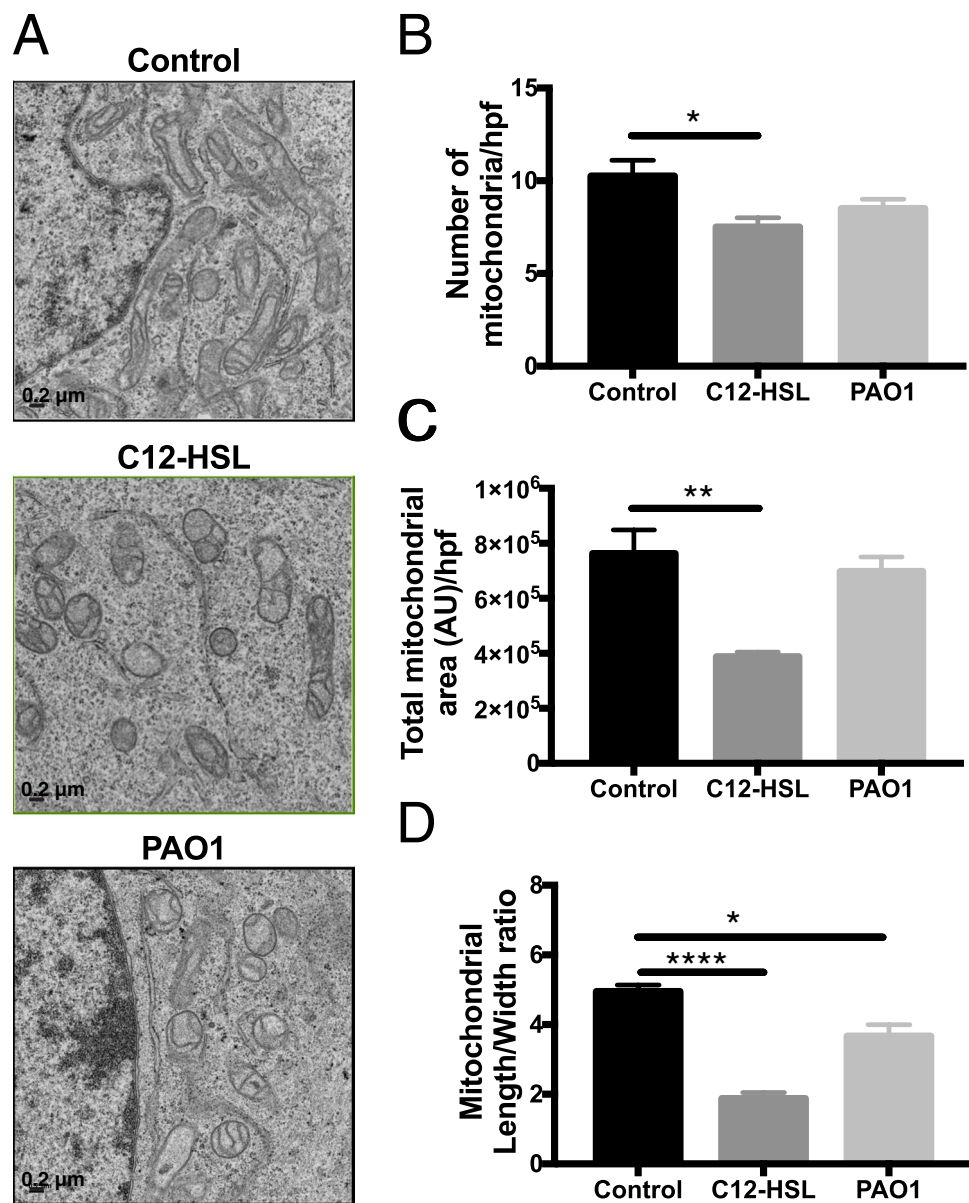 A
Control
0.2 µm
C12-HSL
0.2 µm
PAO1
0.2 µm
B
Number of
mitochondria/hpf
15
10
5
0
*
Control C12-HSL PAO1
C
Total mitochondrial
area (AU)/hpf
1×10⁶
8×10⁵
6×10⁵
4×10⁵
2×10⁵
0
**
Control C12-HSL PAO1
D
Mitochondrial
Length/Width ratio
8
6
4
2
0
*
****
Control C12-HSL PAO1